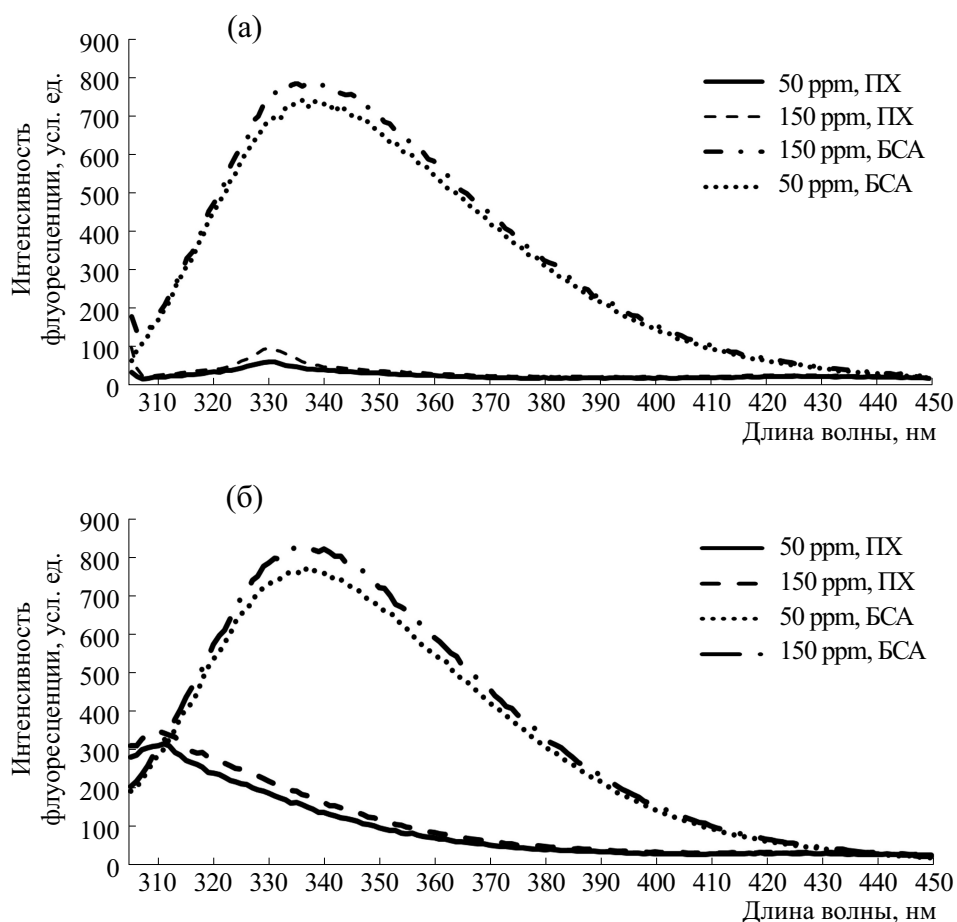 (а)
Интенсивность
флуоресценции, усл. ед.
900
800
700
600
500
400
300
200
100
0
50 ppm, ПХ
150 ppm, ПХ
150 ppm, БСА
50 ppm, БСА
310 320 330 340 350 360 370 380 390 400 410 420 430 440 450
Длина волны, нм
(б)
Интенсивность
флуоресценции, усл. ед.
900
800
700
600
500
400
300
200
100
0
50 ppm, ПХ
150 ppm, ПХ
50 ppm, БСА
150 ppm, БСА
310 320 330 340 350 360 370 380 390 400 410 420 430 440 450
Длина волны, нм